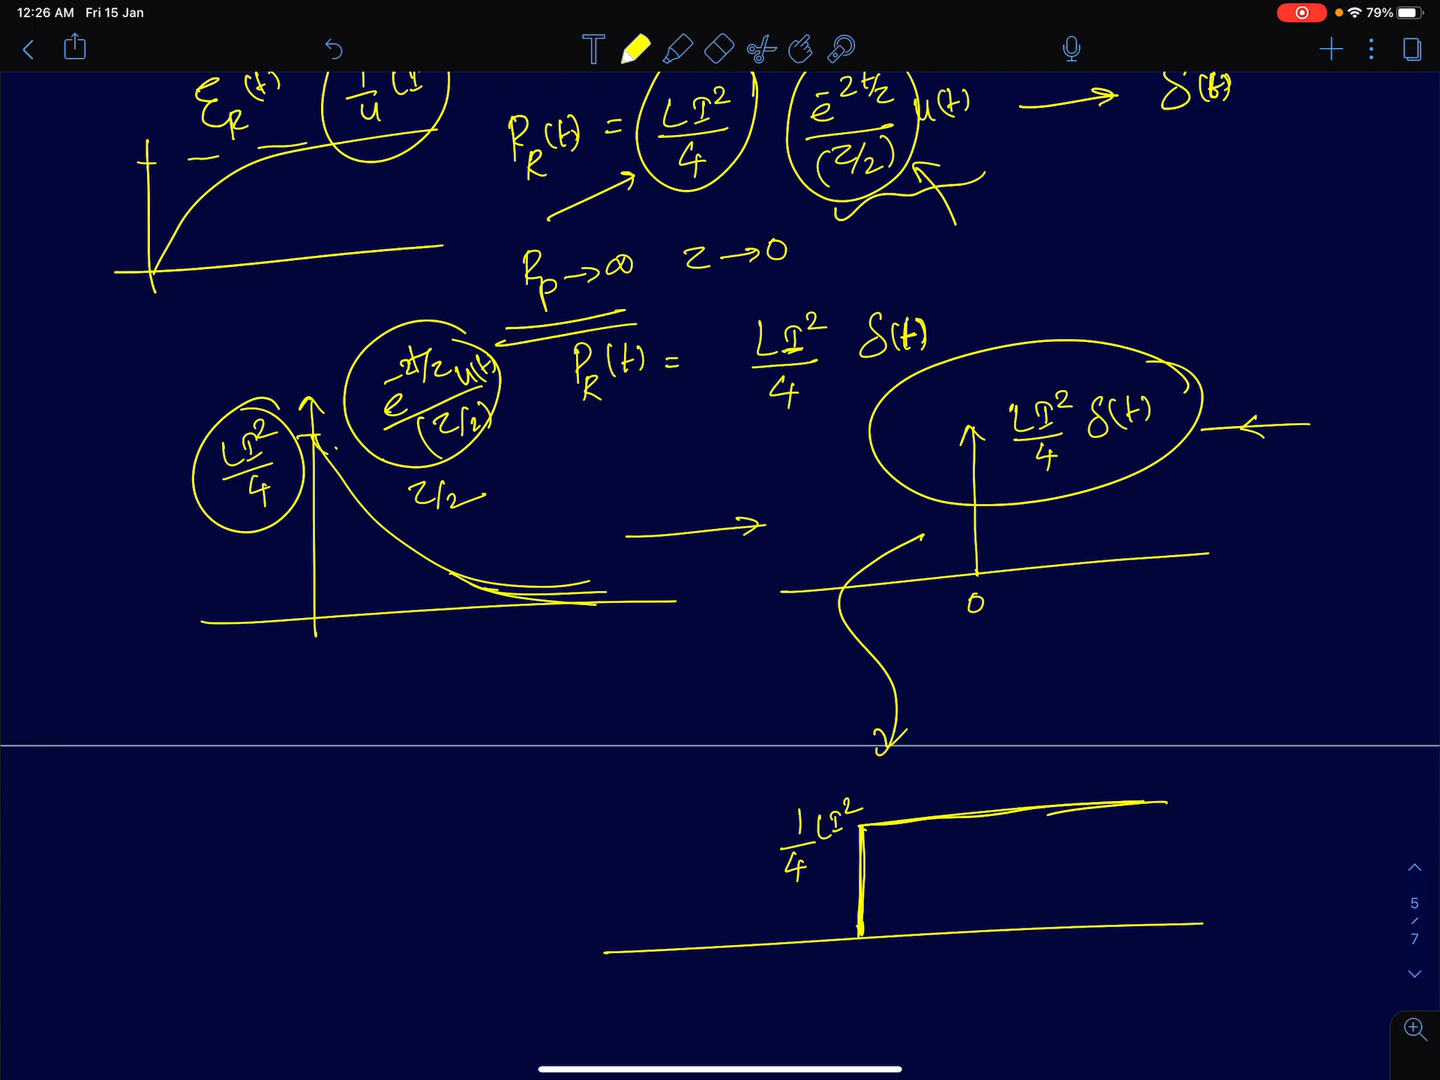 12:26 AM Fri 15 Jan
79%
ℰ_R(t)
P_R(t) = LI²/4 e^{-2t/τ}/(τ/2) u(t) → δ(t)
R_p → ∞ τ → 0
P_R(t) = LI²/4 δ(t)
LI²/4
e^{-2t/τ} u(t)/(τ/2)
τ/2
LI²/4 δ(t)
0
1/4 LI²
5
/
7